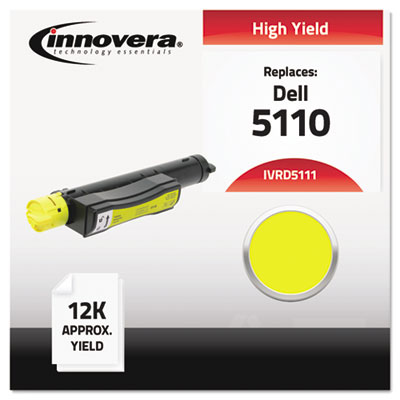 innovera
technology essentials
High Yield
Replaces:
Dell
5110
IVRD5111
12K
APPROX.
YIELD